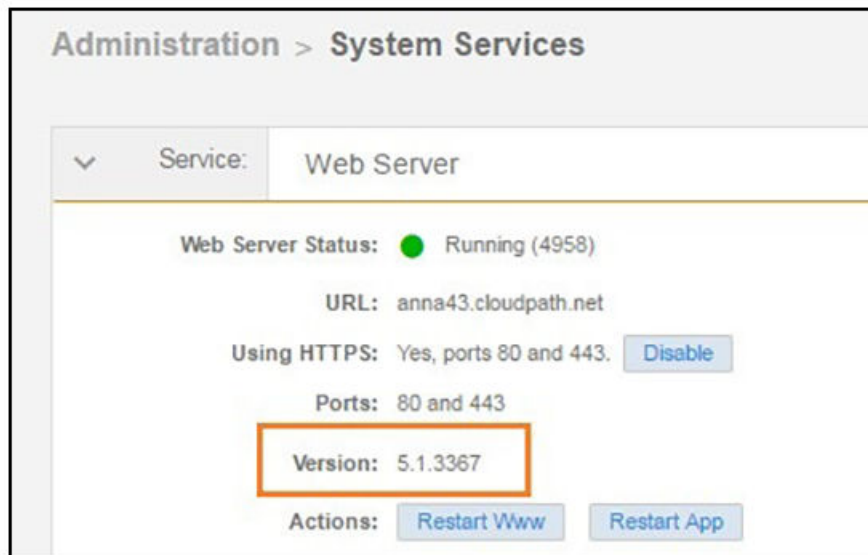 Administration > System Services
Service: Web Server
Web Server Status: Running (4958)
URL: anna43.cloudpath.net
Using HTTPS: Yes, ports 80 and 443. Disable
Ports: 80 and 443
Version: 5.1.3367
Actions: Restart Www Restart App